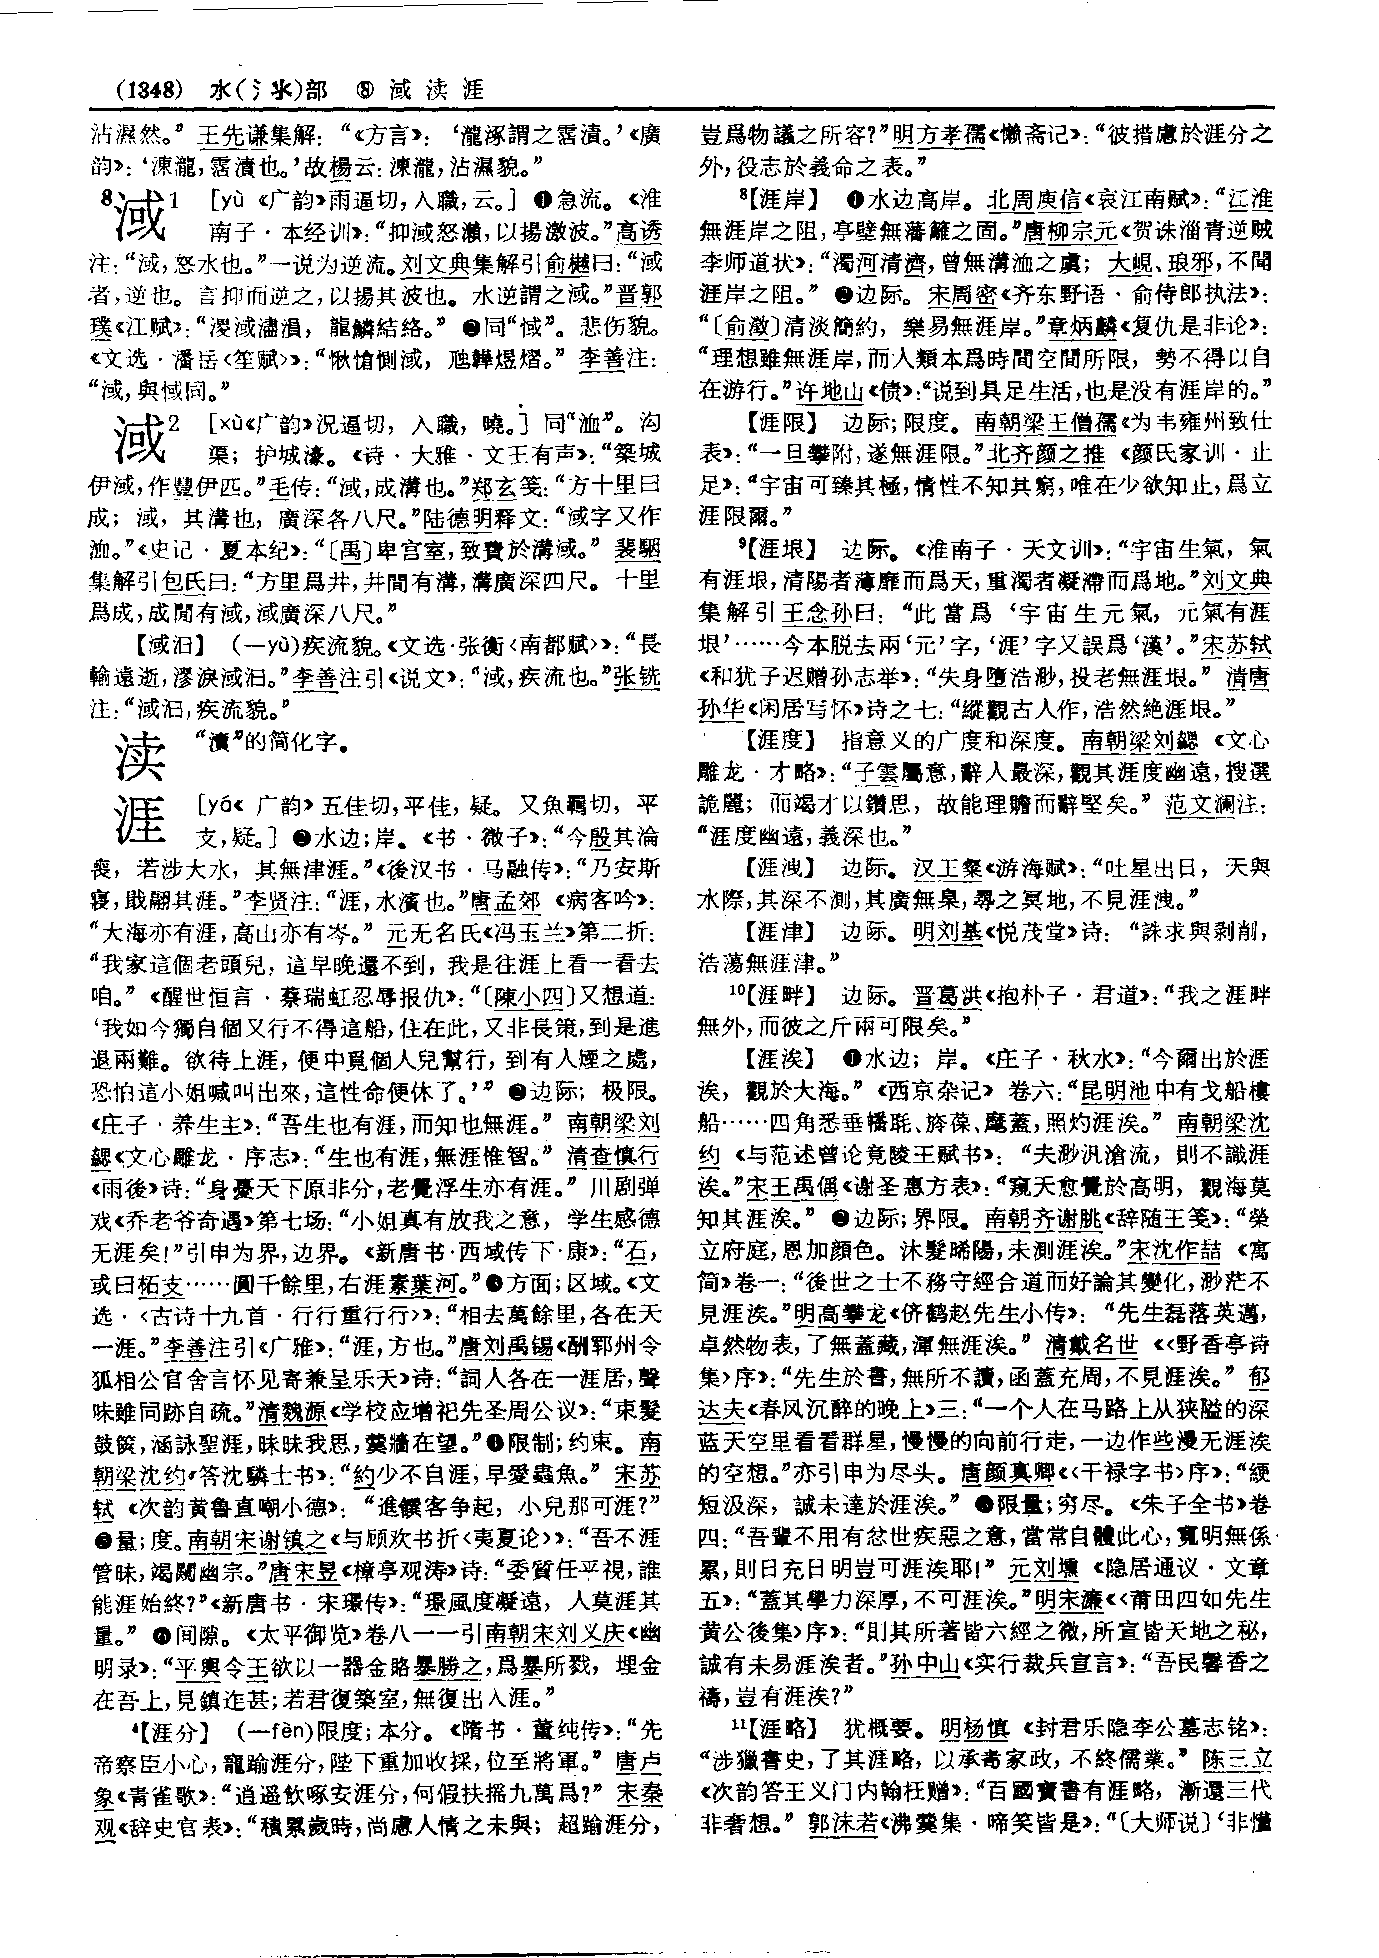 (1348) 水(氵氺)部 ⑧ 淢 渎 涯
沾濕然。”王先谦集解：“《方言》：‘瀧涿謂之霑漬。’《廣
韵》：‘涷瀧，霑漬也。’故楊云：涷瀧，沾濕貌。”
8淢1 [yù 《广韵》雨逼切，入職，云。] ❶急流。《淮
南子·本经训》：“抑淢怒瀨，以揚激波。”高诱
注：“淢，怒水也。”一说为逆流。刘文典集解引俞樾曰：“淢
者，逆也。言抑而逆之，以揚其波也。水逆謂之淢。”晋郭
璞《江赋》：“溭淢濜溳，龍鱗結絡。” ❷同“惐”。悲伤貌。
《文选·潘岳<笙赋>》：“愀愴惻淢，虺韡煜熠。”李善注：
“淢，與惐同。”
淢2 [xù《广韵》况逼切，入職，曉。] 同“洫”。沟
渠；护城濠。《诗·大雅·文王有声》：“築城
伊淢，作豐伊匹。”毛传：“淢，成溝也。”郑玄笺：“方十里曰
成；淢，其溝也，廣深各八尺。”陆德明释文：“淢字又作
洫。”《史记·夏本纪》：“〔禹〕卑宫室，致費於溝淢。”裴駰
集解引包氏曰：“方里爲井，井間有溝，溝廣深四尺。十里
爲成，成閒有淢，淢廣深八尺。”
【淢汩】 (—yù)疾流貌。《文选·张衡<南都赋>》：“長
輸遠逝，漻淚淢汩。”李善注引《说文》：“淢，疾流也。”张铣
注：“淢汩，疾流貌。”
渎 “瀆”的简化字。
涯 [yá《广韵》五佳切，平佳，疑。又魚羈切，平
支，疑。] ❶水边；岸。《书·微子》：“今殷其淪
喪，若涉大水，其無津涯。”《後汉书·马融传》：“乃安斯
寝，戢翮其涯。”李贤注：“涯，水濱也。”唐孟郊《病客吟》：
“大海亦有涯，高山亦有岑。”元无名氏《冯玉兰》第二折：
“我家這個老頭兒，這早晚還不到，我是往涯上看一看去
咱。”《醒世恒言·蔡瑞虹忍辱报仇》：“〔陳小四〕又想道：
‘我如今獨自個又行不得這船，住在此，又非長策，到是進
退兩難。欲待上涯，便中覓個人兒幫行，到有人煙之處，
恐怕這小姐喊叫出來，這性命便休了。’” ❷边际；极限。
《庄子·养生主》：“吾生也有涯，而知也無涯。”南朝梁刘
勰《文心雕龙·序志》：“生也有涯，無涯惟智。”清查慎行
《雨後》诗：“身憂天下原非分，老覺浮生亦有涯。”川剧弹
戏《乔老爷奇遇》第七场：“小姐真有放我之意，学生感德
无涯矣！”引申为界，边界。《新唐书·西域传下·康》：“石，
或曰柘支……圓千餘里，右涯素葉河。”❸方面；区域。《文
选·<古诗十九首·行行重行行>》：“相去萬餘里，各在天
一涯。”李善注引《广雅》：“涯，方也。”唐刘禹锡《酬郓州令
狐相公官舍言怀见寄兼呈乐天》诗：“詞人各在一涯居，聲
味雖同跡自疏。”清魏源《学校应增祀先圣周公议》：“束髮
鼓篋，涵詠聖涯，昧昧我思，羹牆在望。”❹限制；约束。南
朝梁沈约《答沈驎士书》：“約少不自涯，早愛蟲魚。”宋苏
轼《次韵黄鲁直嘲小德》：“進饌客争起，小兒那可涯？”
❺量；度。南朝宋谢镇之《与顾欢书折<夷夏论>》：“吾不涯
管昧，竭闚幽宗。”唐宋昱《樟亭观涛》诗：“委質任平視，誰
能涯始終？”《新唐书·宋璟传》：“璟風度凝遠，人莫涯其
量。” ❻间隙。《太平御览》卷八一一引南朝宋刘义庆《幽
明录》：“平輿令王欲以一器金賂暴勝之，爲暴所戮，埋金
在吾上，見鎮迮甚；若君復築室，無復出入涯。”
4【涯分】 (—fèn)限度；本分。《隋书·董纯传》：“先
帝察臣小心，寵踰涯分，陛下重加收採，位至將軍。”唐卢
象《青雀歌》：“逍遥飲啄安涯分，何假扶摇九萬爲？”宋秦
观《辞史官表》：“積累歲時，尚慮人情之未與；超踰涯分，
豈爲物議之所容？”明方孝孺《懒斋记》：“彼措慮於涯分之
外，役志於義命之表。”
8【涯岸】 ❶水边高岸。北周庾信《哀江南赋》：“江淮
無涯岸之阻，亭壁無藩籬之固。”唐柳宗元《贺诛淄青逆贼
李师道状》：“濁河清濟，曾無溝洫之虞；大峴、琅邪，不聞
涯岸之阻。” ❷边际。宋周密《齐东野语·俞侍郎执法》：
“〔俞澂〕清淡簡約，樂易無涯岸。”章炳麟《复仇是非论》：
“理想雖無涯岸，而人類本爲時間空間所限，勢不得以自
在游行。”许地山《债》：“说到具足生活，也是没有涯岸的。”
【涯限】 边际；限度。南朝梁王僧孺《为韦雍州致仕
表》：“一旦攀附，遂無涯限。”北齐颜之推《颜氏家训·止
足》：“宇宙可臻其極，情性不知其窮，唯在少欲知止，爲立
涯限爾。”
9【涯垠】 边际。《淮南子·天文训》：“宇宙生氣，氣
有涯垠，清陽者薄靡而爲天，重濁者凝滯而爲地。”刘文典
集解引王念孙曰：“此當爲‘宇宙生元氣，元氣有涯
垠’……今本脱去兩‘元’字，‘涯’字又誤爲‘漢’。”宋苏轼
《和犹子迟赠孙志举》：“失身墮浩渺，投老無涯垠。”清唐
孙华《闲居写怀》诗之七：“縱觀古人作，浩然絶涯垠。”
【涯度】 指意义的广度和深度。南朝梁刘勰《文心
雕龙·才略》：“子雲屬意，辭人最深，觀其涯度幽遠，搜選
詭麗；而竭才以鑽思，故能理贍而辭堅矣。”范文澜注：
“涯度幽遠，義深也。”
【涯洩】 边际。汉王粲《游海赋》：“吐星出日，天與
水際，其深不測，其廣無臬，尋之冥地，不見涯洩。”
【涯津】 边际。明刘基《悦茂堂》诗：“誅求與剥削，
浩蕩無涯津。”
10【涯畔】 边际。晋葛洪《抱朴子·君道》：“我之涯畔
無外，而彼之斤兩可限矣。”
【涯涘】 ❶水边；岸。《庄子·秋水》：“今爾出於涯
涘，觀於大海。”《西京杂记》卷六：“昆明池中有戈船樓
船……四角悉垂幡旄、旍葆、麾蓋，照灼涯涘。”南朝梁沈
约《与范述曾论竟陵王赋书》：“夫渺汎滄流，則不識涯
涘。”宋王禹偁《谢圣惠方表》：“窺天愈覺於高明，觀海莫
知其涯涘。” ❷边际；界限。南朝齐谢朓《辞随王笺》：“榮
立府庭，恩加顔色。沐髮晞陽，未測涯涘。”宋沈作喆《寓
简》卷一：“後世之士不務守經合道而好論其變化，渺茫不
見涯涘。”明高攀龙《侪鹤赵先生小传》：“先生磊落英邁，
卓然物表，了無蓋藏，渾無涯涘。”清戴名世《<野香亭诗
集>序》：“先生於書，無所不讀，函蓋充周，不見涯涘。”郁
达夫《春风沉醉的晚上》三：“一个人在马路上从狭隘的深
蓝天空里看看群星，慢慢的向前行走，一边作些漫无涯涘
的空想。”亦引申为尽头。唐颜真卿《<干禄字书>序》：“綆
短汲深，誠未達於涯涘。” ❸限量；穷尽。《朱子全书》卷
四：“吾輩不用有忿世疾惡之意，當常自體此心，寬明無係
累，則日充日明豈可涯涘耶！”元刘壎《隐居通议·文章
五》：“蓋其學力深厚，不可涯涘。”明宋濂《<莆田四如先生
黄公後集>序》：“則其所著皆六經之微，所宣皆天地之秘，
誠有未易涯涘者。”孙中山《实行裁兵宣言》：“吾民馨香之
禱，豈有涯涘？”
11【涯略】 犹概要。明杨慎《封君乐隐李公墓志铭》：
“涉獵書史，了其涯略，以承耇家政，不終儒業。”陈三立
《次韵答王义门内翰枉赠》：“百國寶書有涯略，漸還三代
非奢想。”郭沫若《沸羹集·啼笑皆是》：“〔大师说〕‘非懂